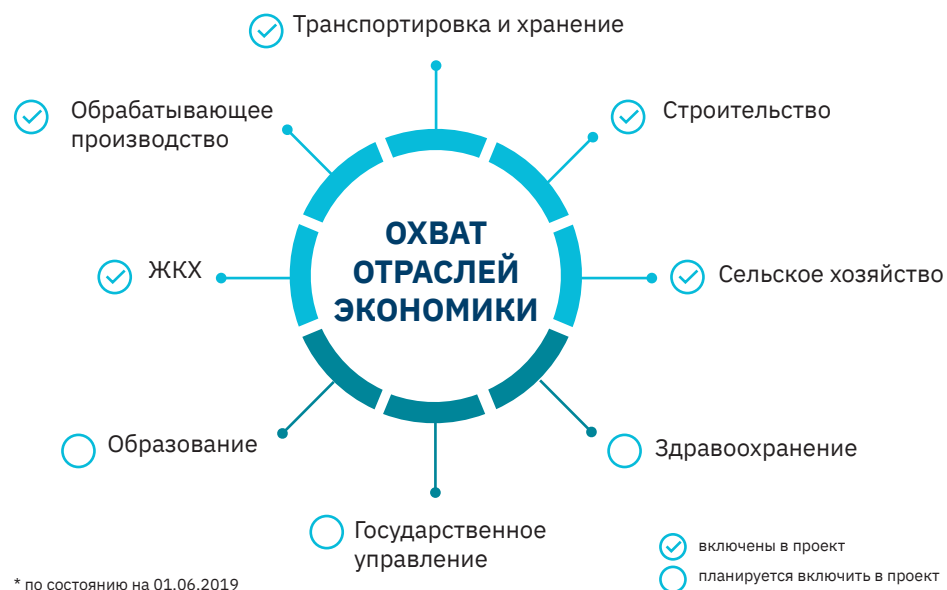 Транспортировка и хранение
Обрабатывающее
производство
Строительство
ОХВАТ
ОТРАСЛЕЙ
ЭКОНОМИКИ
ЖКХ
Сельское хозяйство
Образование
Здравоохранение
Государственное
управление
включены в проект
планируется включить в проект
* по состоянию на 01.06.2019